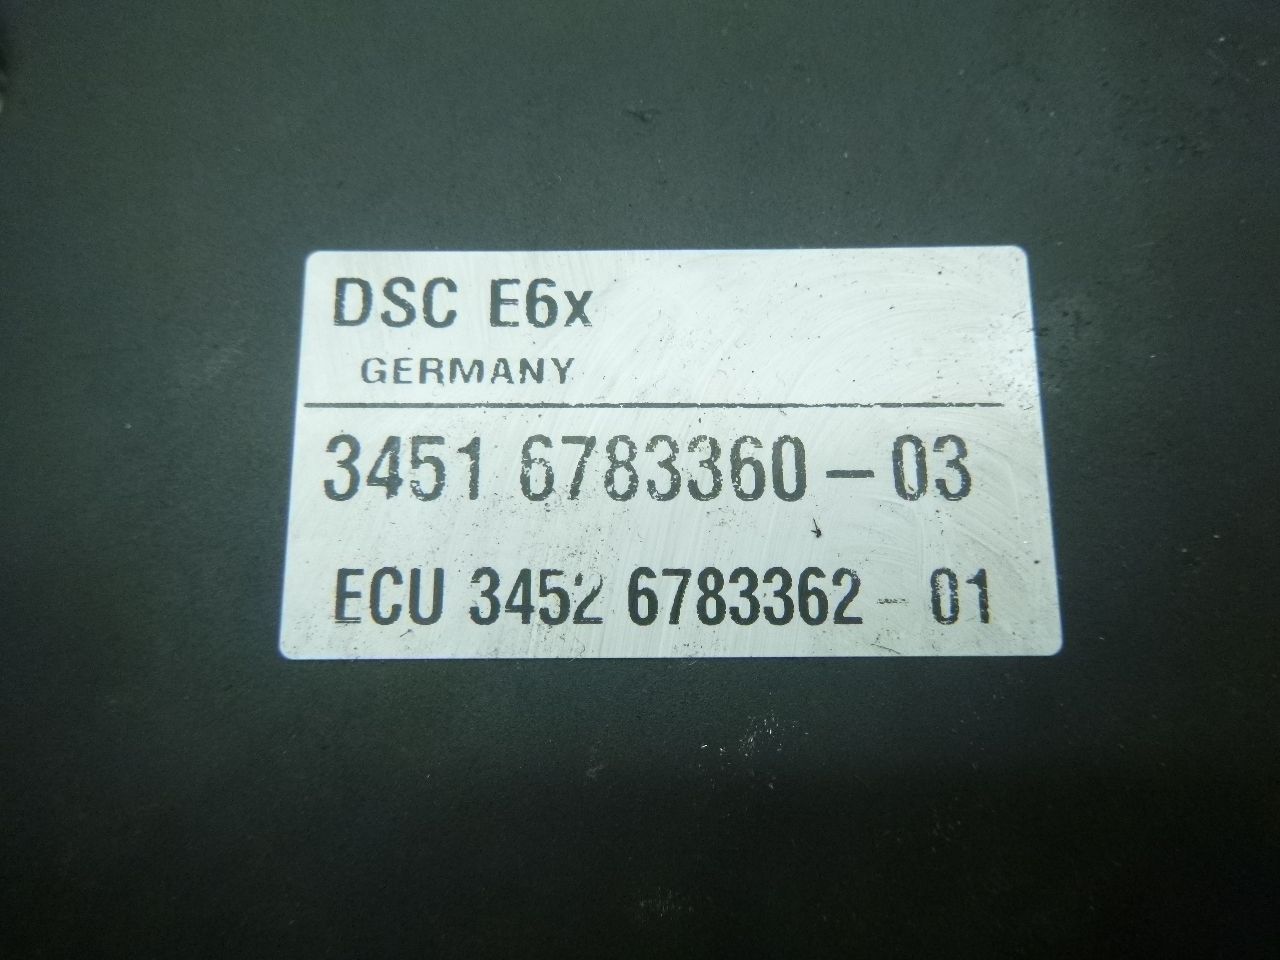 DSC E6x
GERMANY
3451 6783360-03
ECU 3452 6783362-01